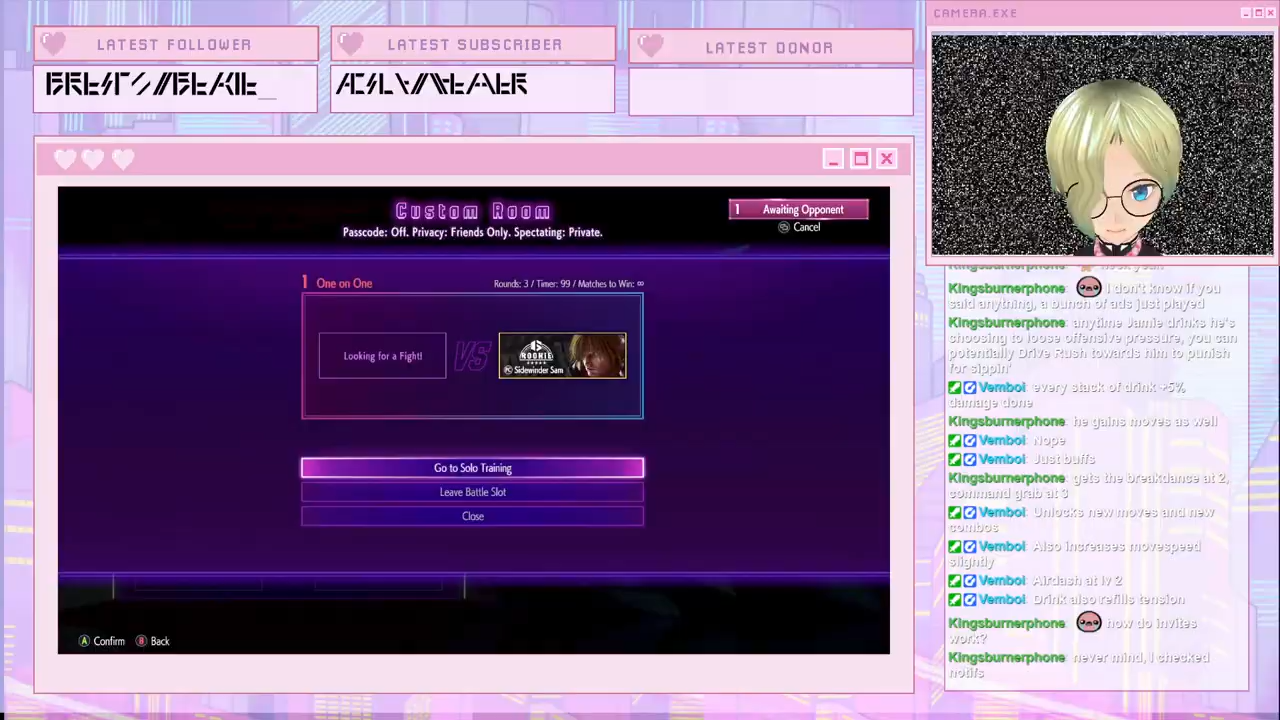 CAMERA.EXE
LATEST FOLLOWER
LATEST SUBSCRIBER
LATEST DONOR
Custom Room
Passcode: Off. Privacy: Friends Only. Spectating: Private.
1 Awaiting Opponent
Cancel
1 One on One
Rounds: 3 / Timer: 99 / Matches to Win: ∞
Looking for a Fight!
VS
ROOKIE
Sidewinder Sam
Go to Solo Training
Leave Battle Slot
Close
A Confirm B Back
Kingsburnerphone: I don't know if you
said anything, a bunch of ads just played
Kingsburnerphone: anytime Jamie drinks he's
choosing to loose offensive pressure, you can
potentially Drive Rush towards him to punish
for sippin'
Vembol: every stack of drink +5%
damage done
Kingsburnerphone: he gains moves as well
Vembol: Nope
Vembol: Just buffs
Kingsburnerphone: gets the breakdance at 2,
command grab at 3
Vembol: Unlocks new moves and new
combos
Vembol: Also increases movespeed
slightly
Vembol: Airdash at lv 2
Vembol: Drink also refills tension
Kingsburnerphone: how do invites
work?
Kingsburnerphone: never mind, I checked
notifs